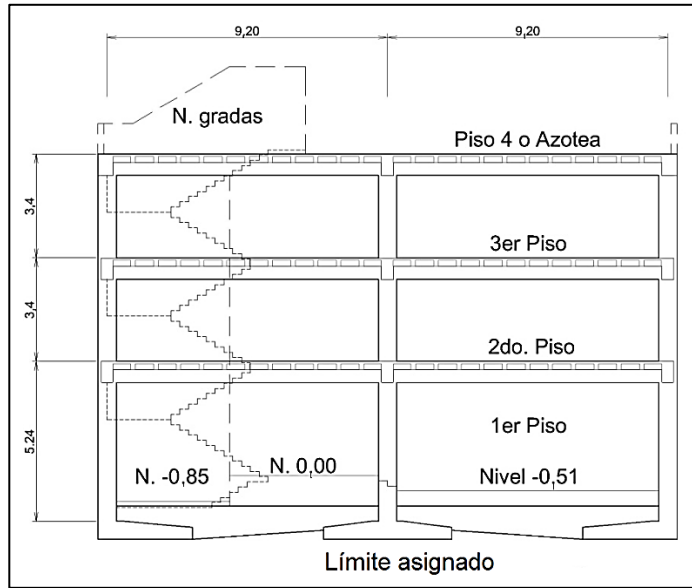 9,20
9,20
N. gradas
Piso 4 o Azotea
3,4
3er Piso
3,4
2do. Piso
5.24
1er Piso
N. -0,85
N. 0,00
Nivel -0,51
Límite asignado